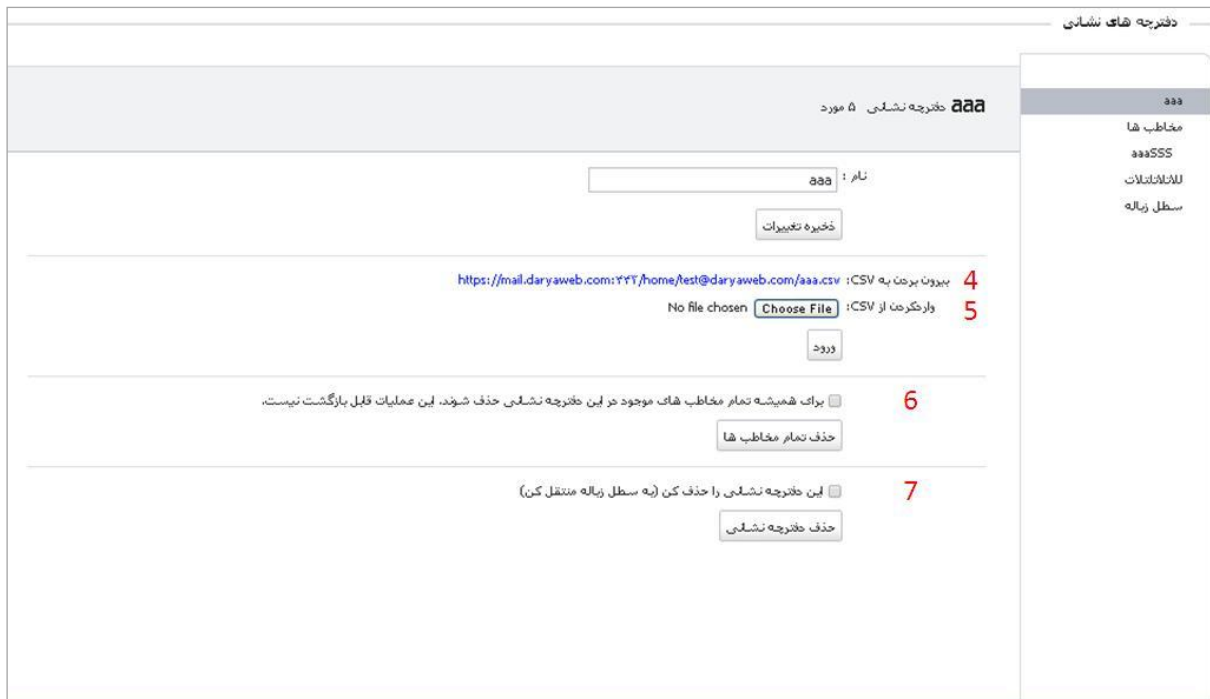 دفترچه های نشانی
aaa
مخاطب ها
aaaSSS
سطل زباله
aaa دفترچه نشانی ۵ مورد
نام : aaa
ذخیره تغییرات
4 بیرون بردن به CSV: https://mail.daryaweb.com:۴۴۳/home/test@daryaweb.com/aaa.csv
5 واردکردن از CSV: Choose File No file chosen
ورود
6 برای همیشه تمام مخاطب های موجود در این دفترچه نشانی حذف شوند. این عملیات قابل بازگشت نیست.
حذف تمام مخاطب ها
7 این دفترچه نشانی را حذف کن (به سطل زباله منتقل کن)
حذف دفترچه نشانی